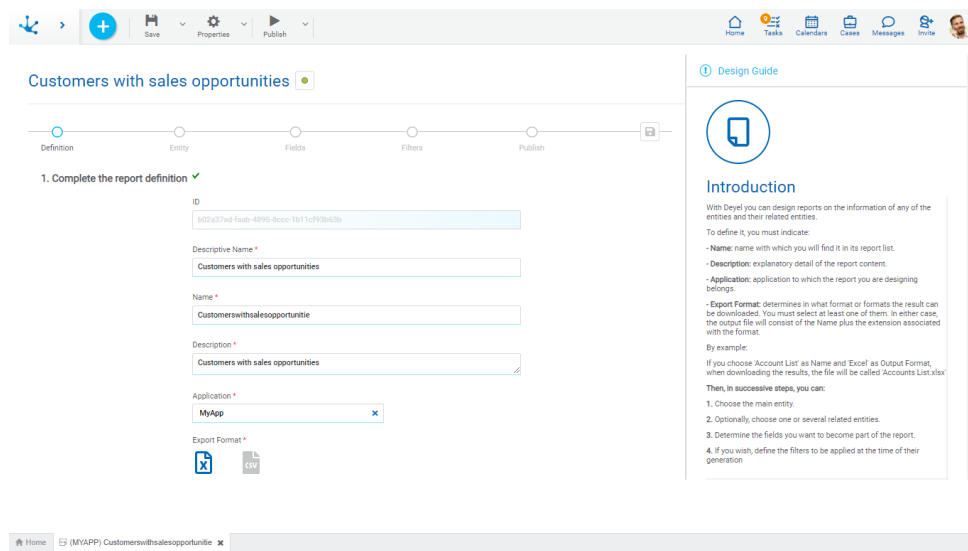 Save
Properties
Publish
Home
9
Tasks
Calendars
Cases
Messages
Invite
Customers with sales opportunities
Definition
Entity
Fields
Filters
Publish
1. Complete the report definition
ID
b02a37ad-faab-4895-8ccc-1b11cf93b63b
Descriptive Name *
Customers with sales opportunities
Name *
Customerswithsalesopportunitie
Description *
Customers with sales opportunities
Application *
MyApp
Export Format *
X
CSV
Design Guide
Introduction
With Deyel you can design reports on the information of any of the
entities and their related entities.
To define it, you must indicate:
- Name: name with which you will find it in its report list.
- Description: explanatory detail of the report content.
- Application: application to which the report you are designing
belongs.
- Export Format: determines in what format or formats the result can
be downloaded. You must select at least one of them. In either case,
the output file will consist of the Name plus the extension associated
with the format.
By example:
If you choose 'Account List' as Name and 'Excel' as Output Format,
when downloading the results, the file will be called 'Accounts List.xlsx'
Then, in successive steps, you can:
1. Choose the main entity.
2. Optionally, choose one or several related entities.
3. Determine the fields you want to become part of the report.
4. If you wish, define the filters to be applied at the time of their
generation
Home
(MYAPP) Customerswithsalesopportunitie